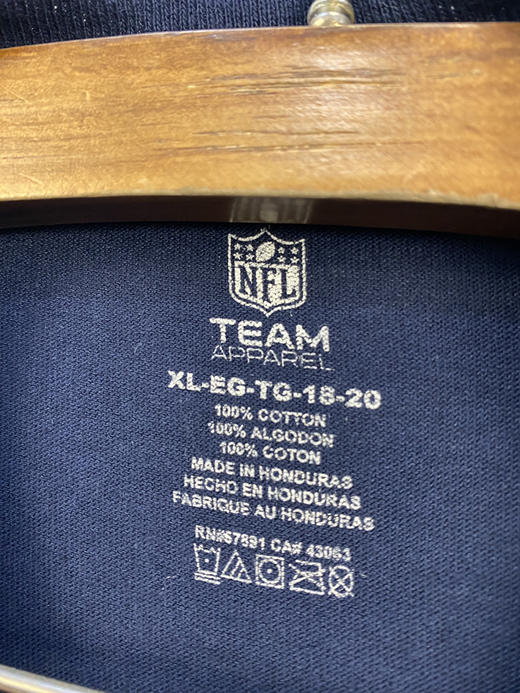 NFL
TEAM
APPAREL
XL-EG-TG-18-20
100% COTTON
100% ALGODON
100% COTON
MADE IN HONDURAS
HECHO EN HONDURAS
FABRIQUE AU HONDURAS
RN#57891 CA# 43063